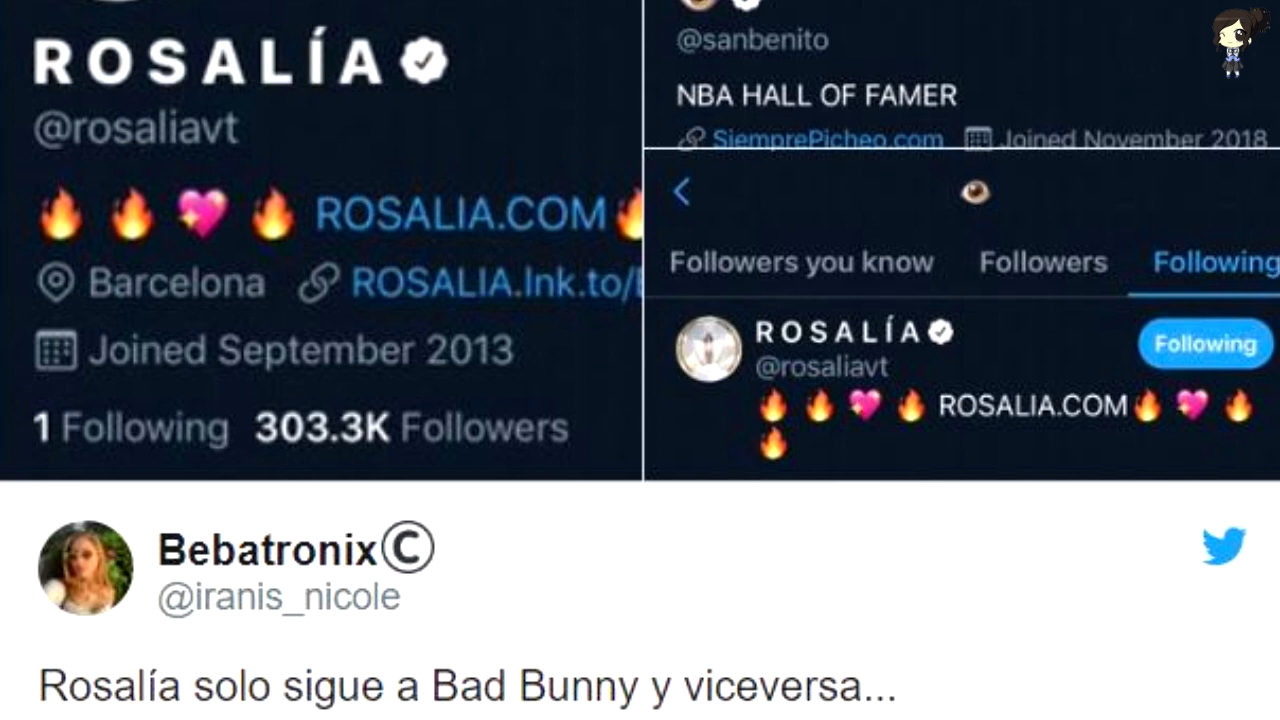 ROSALÍA
@rosaliavt
ROSALIA.COM
Barcelona ROSALIA.lnk.to/
Joined September 2013
1 Following 303.3K Followers
@sanbenito
NBA HALL OF FAMER
SiemprePicheo.com Joined November 2018
Followers you know Followers Following
ROSALÍA
Following
@rosaliavt
ROSALIA.COM
Bebatronix©
@iranis_nicole
Rosalía solo sigue a Bad Bunny y viceversa...